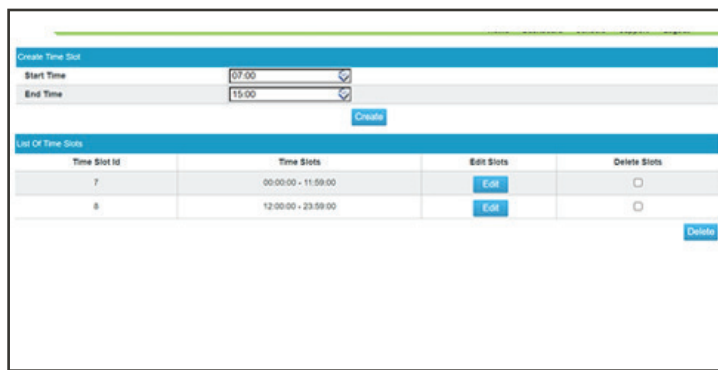 Create Time Slot
Start Time 07:00
End Time 15:00
Create
List Of Time Slots
Time Slot Id Time Slots Edit Slots Delete Slots
7 00:00:00 - 11:59:00 Edit
8 12:00:00 - 23:59:00 Edit
Delete